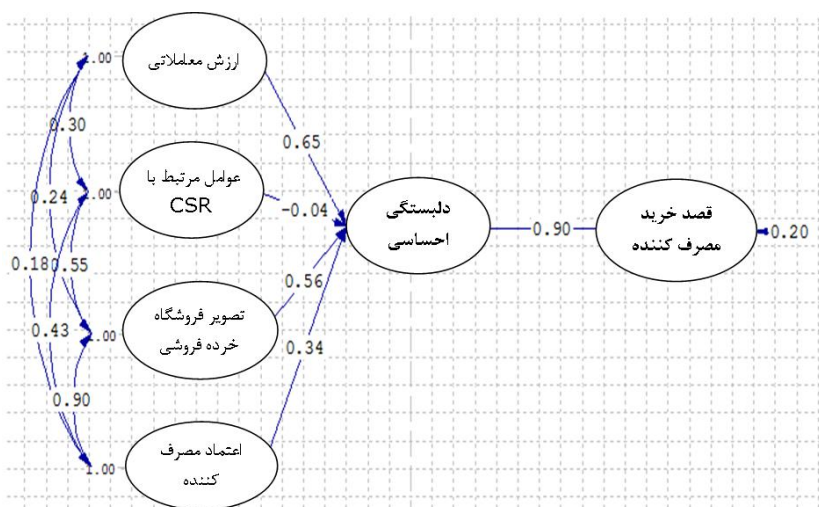 ارزش معاملاتی
1.00
0.30
0.65
عوامل مرتبط با
CSR
1.00
-0.04
0.24
دلبستگی
احساسی
0.90
قصد خرید
مصرف کننده
0.20
0.18
0.55
0.56
تصویر فروشگاه
خرده فروشی
1.00
0.43
0.34
0.90
اعتماد مصرف
کننده
1.00